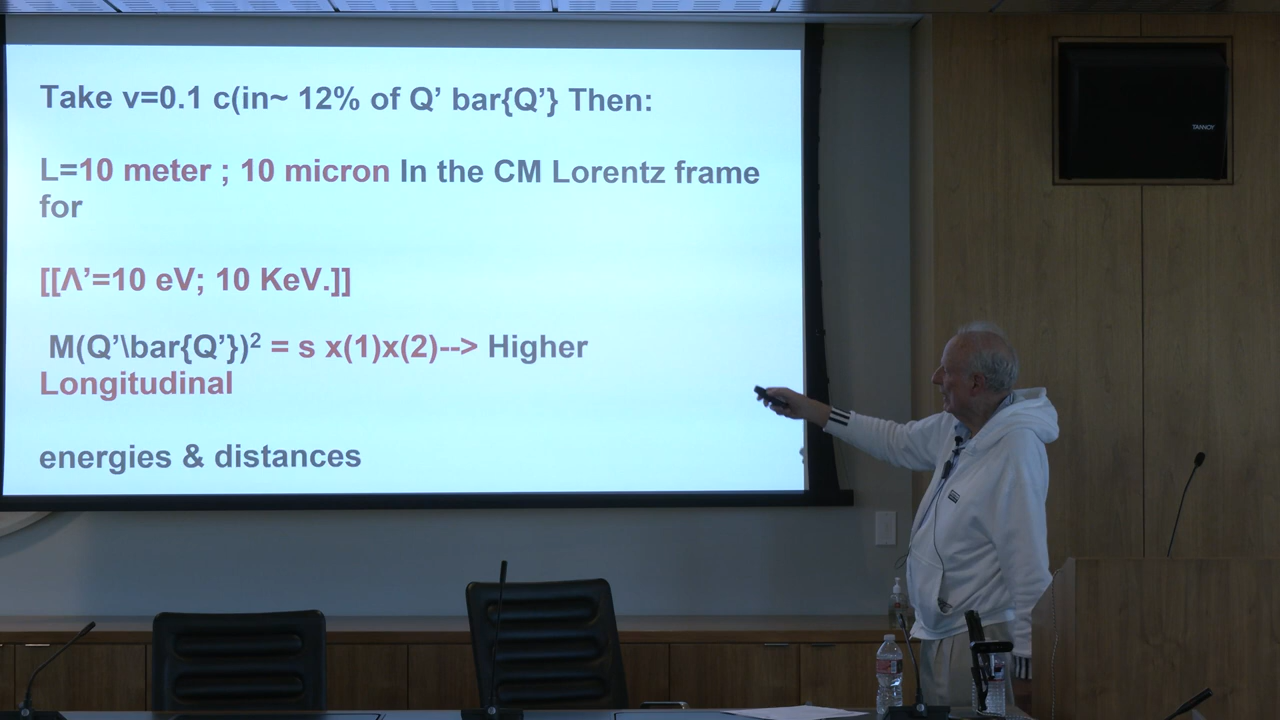 Take v=0.1 c(in~ 12% of Q’ bar{Q’} Then:
L=10 meter ; 10 micron In the CM Lorentz frame
for
[[Λ’=10 eV; 10 KeV.]]
M(Q’\bar{Q’})² = s x(1)x(2)--> Higher
Longitudinal
energies & distances
TANNOY